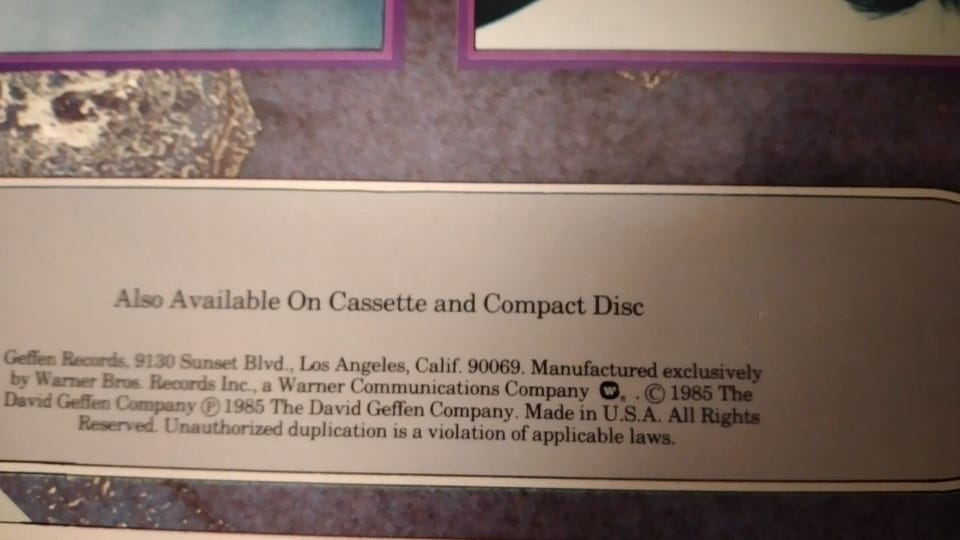 Also Available On Cassette and Compact Disc
Geffen Records, 9130 Sunset Blvd., Los Angeles, Calif. 90069. Manufactured exclusively
by Warner Bros. Records Inc., a Warner Communications Company . © 1985 The
David Geffen Company ℗ 1985 The David Geffen Company. Made in U.S.A. All Rights
Reserved. Unauthorized duplication is a violation of applicable laws.